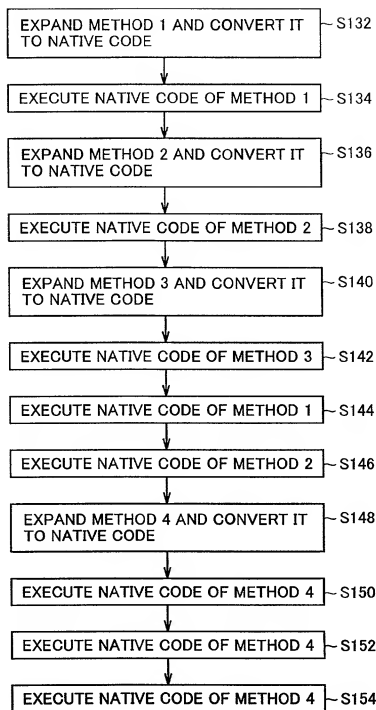 EXPAND METHOD 1 AND CONVERT IT
TO NATIVE CODE
S132
EXECUTE NATIVE CODE OF METHOD 1
S134
EXPAND METHOD 2 AND CONVERT IT
TO NATIVE CODE
S136
EXECUTE NATIVE CODE OF METHOD 2
S138
EXPAND METHOD 3 AND CONVERT IT
TO NATIVE CODE
S140
EXECUTE NATIVE CODE OF METHOD 3
S142
EXECUTE NATIVE CODE OF METHOD 1
S144
EXECUTE NATIVE CODE OF METHOD 2
S146
EXPAND METHOD 4 AND CONVERT IT
TO NATIVE CODE
S148
EXECUTE NATIVE CODE OF METHOD 4
S150
EXECUTE NATIVE CODE OF METHOD 4
S152
EXECUTE NATIVE CODE OF METHOD 4
S154